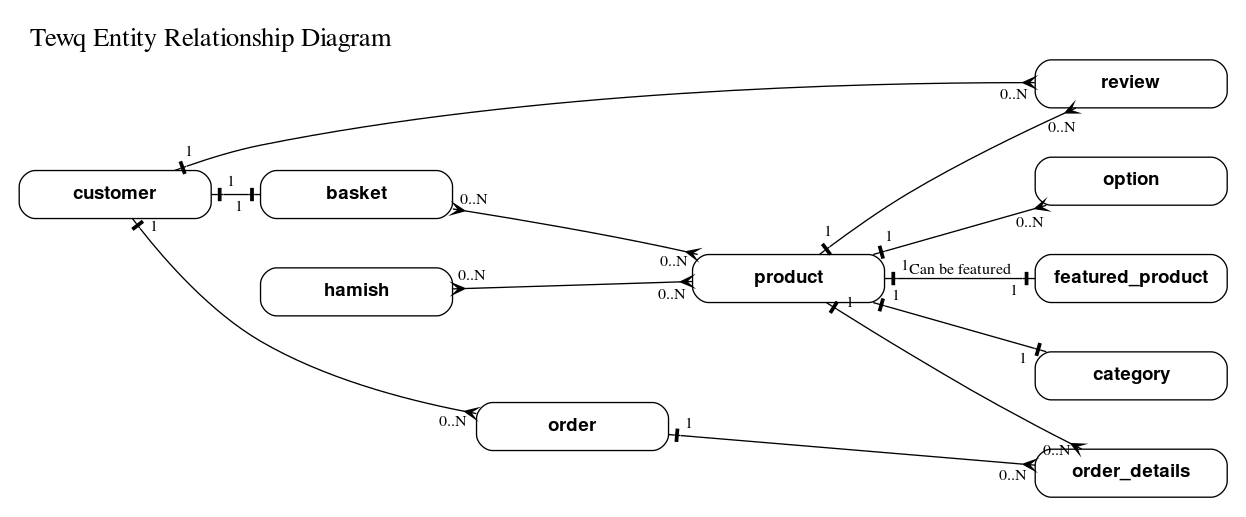 Tewq Entity Relationship Diagram
review
0..N
0..N
1
customer
1
1
basket
0..N
1
option
0..N
1
1
0..N
product
1 Can be featured
1
featured_product
hamish
0..N
0..N
1
1
1
category
0..N
order
1
0..N
0..N
order_details